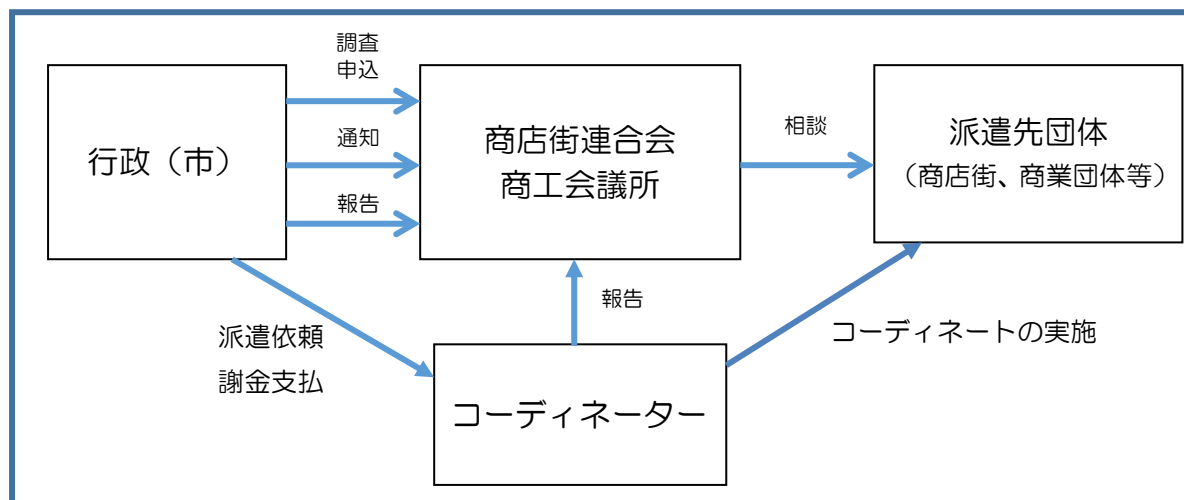 行政（市）
調査
申込
通知
報告
商店街連合会
商工会議所
相談
派遣先団体
（商店街、商業団体等）
派遣依頼
謝金支払
報告
コーディネートの実施
コーディネーター